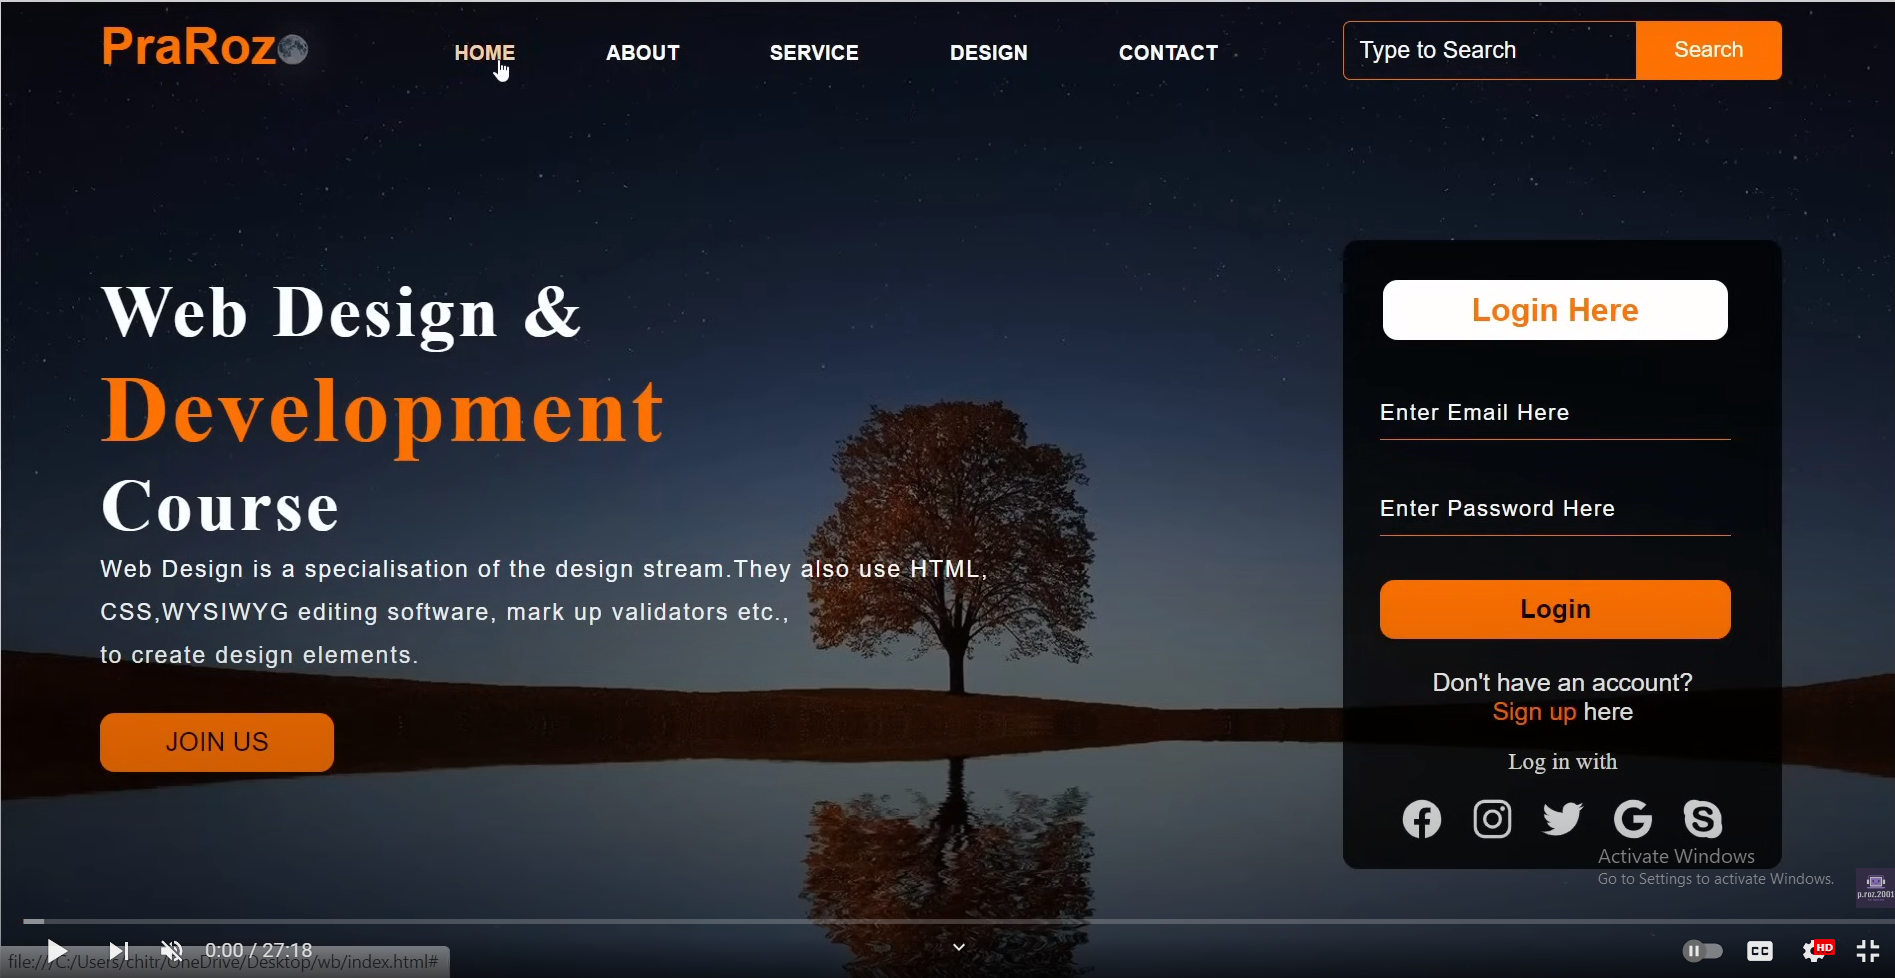 PraRoz
HOME ABOUT SERVICE DESIGN CONTACT
Type to Search Search
Web Design &
Development
Course
Web Design is a specialisation of the design stream.They also use HTML,
CSS,WYSIWYG editing software, mark up validators etc.,
to create design elements.
JOIN US
Login Here
Enter Email Here
Enter Password Here
Login
Don't have an account?
Sign up here
Log in with
Activate Windows
Go to Settings to activate Windows.
p.roz.2001
0:00 / 27:18
CC HD
file:///C:/Users/chitr/OneDrive/Desktop/wb/index.html#